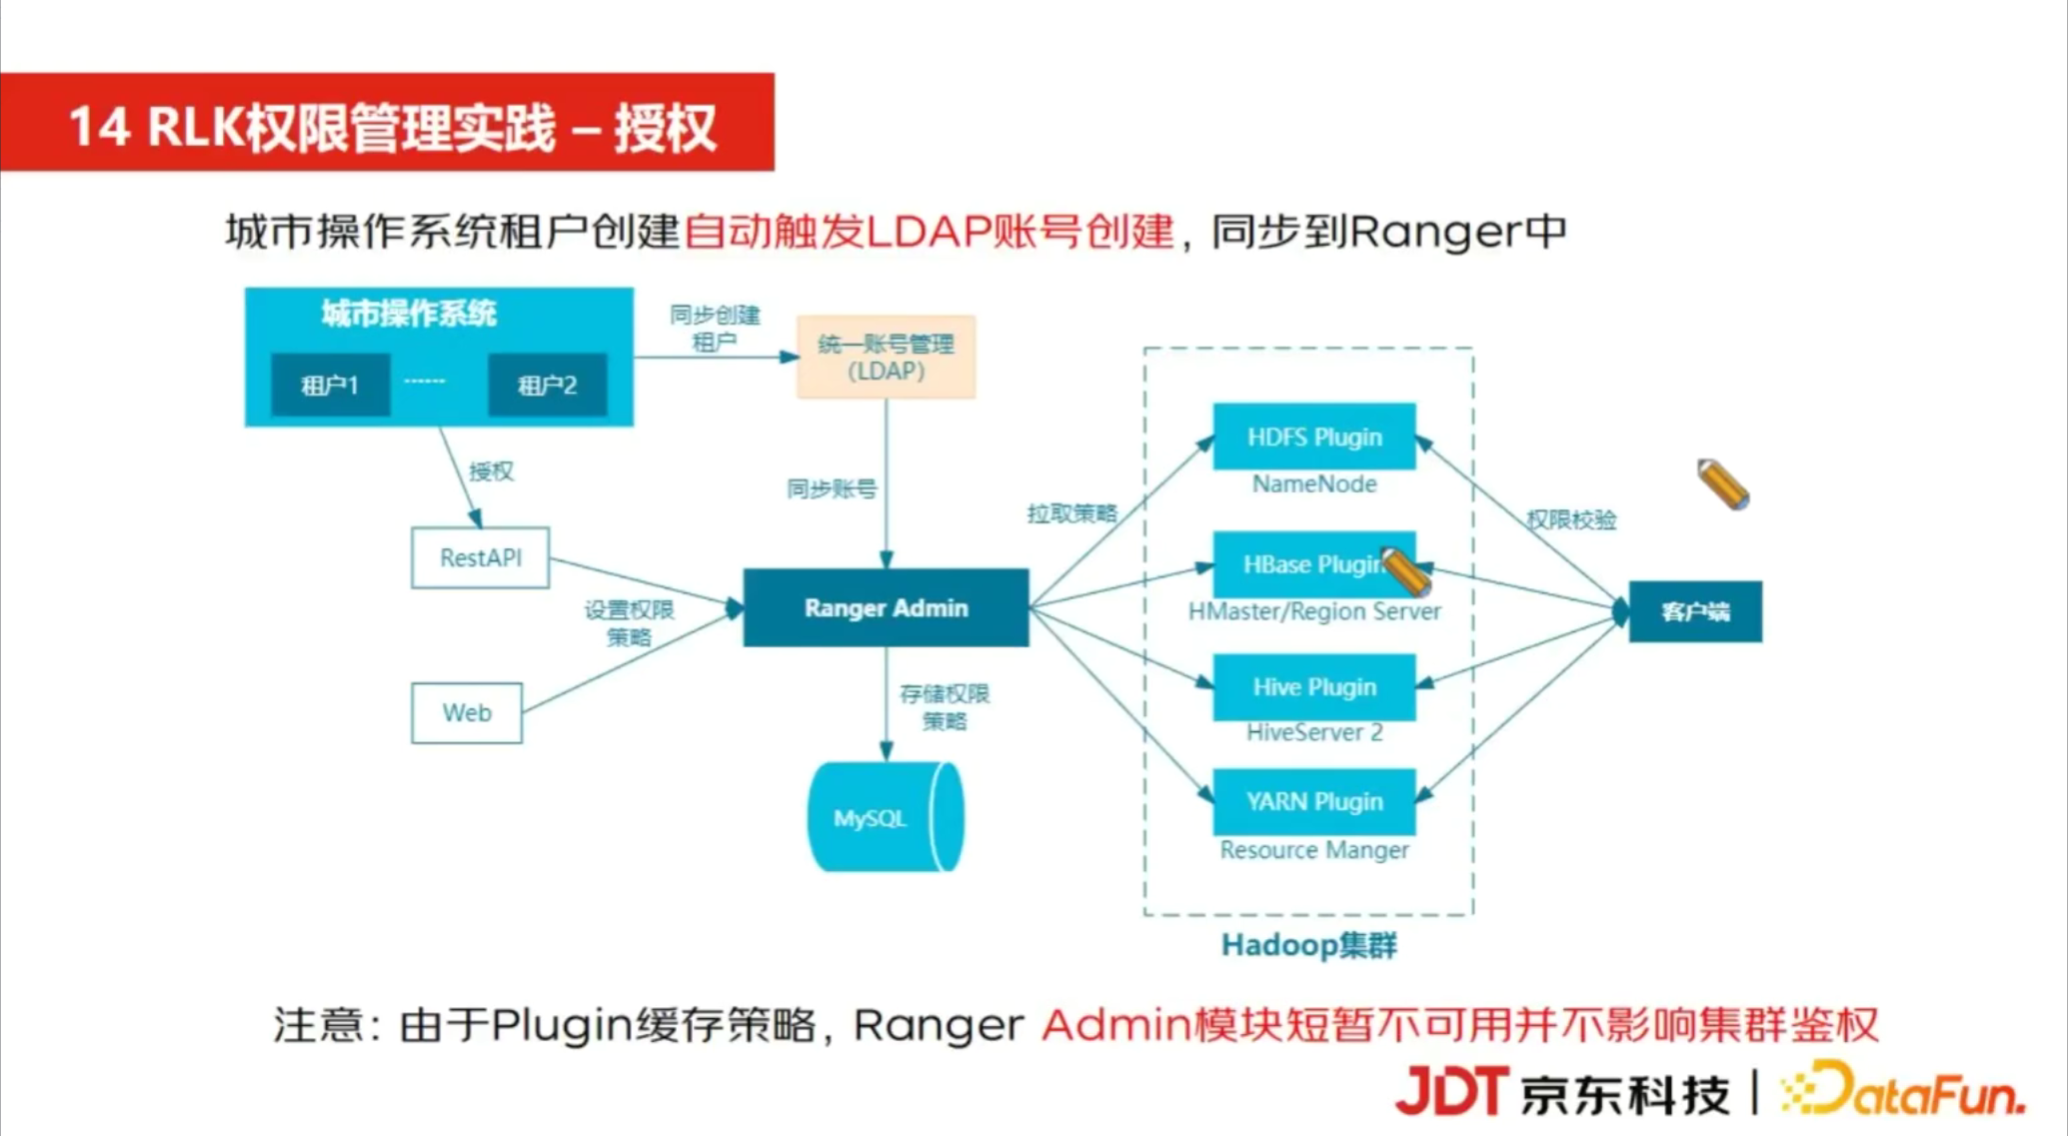 14 RLK权限管理实践 – 授权
城市操作系统租户创建自动触发LDAP账号创建，同步到Ranger中
城市操作系统
租户1
······
租户2
同步创建
租户
统一账号管理
（LDAP）
授权
同步账号
RestAPI
设置权限
策略
Web
Ranger Admin
存储权限
策略
MySQL
拉取策略
HDFS Plugin
NameNode
HBase Plugin
HMaster/Region Server
Hive Plugin
HiveServer 2
YARN Plugin
Resource Manger
Hadoop集群
权限校验
客户端
注意：由于Plugin缓存策略，Ranger Admin模块短暂不可用并不影响集群鉴权
JDT 京东科技 | DataFun.